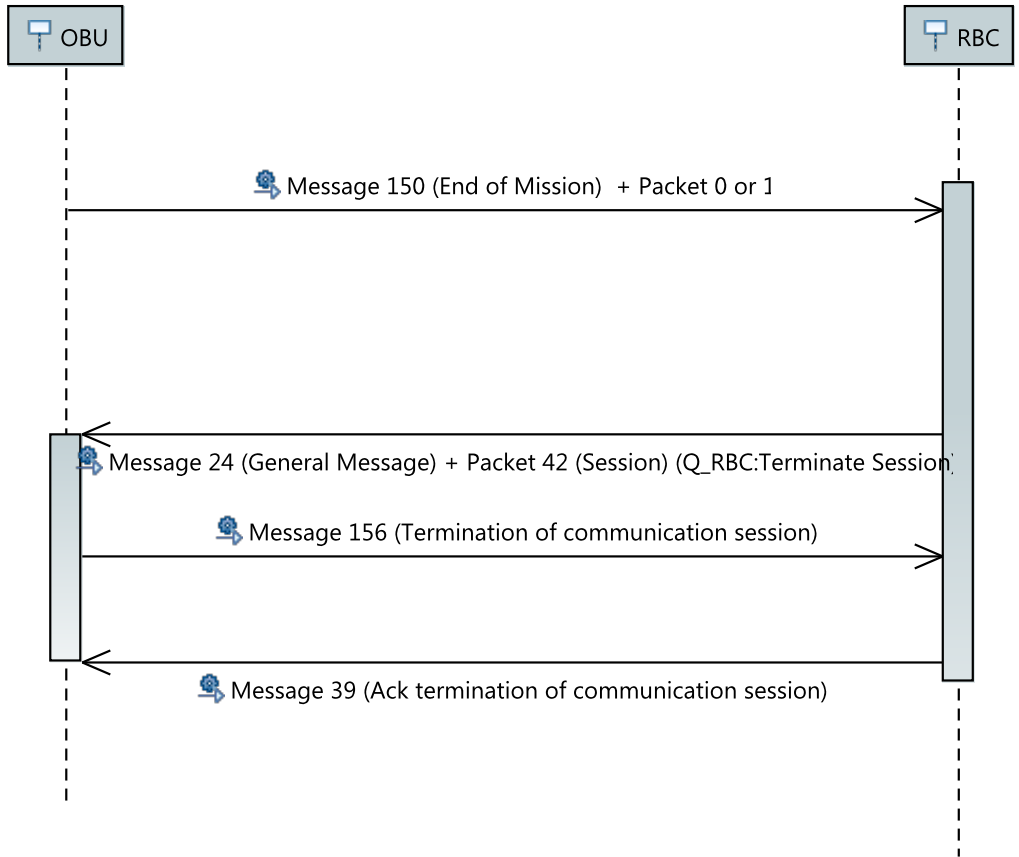 OBU
RBC
Message 150 (End of Mission)  + Packet 0 or 1
Message 24 (General Message) + Packet 42 (Session) (Q_RBC:Terminate Session)
Message 156 (Termination of communication session)
Message 39 (Ack termination of communication session)